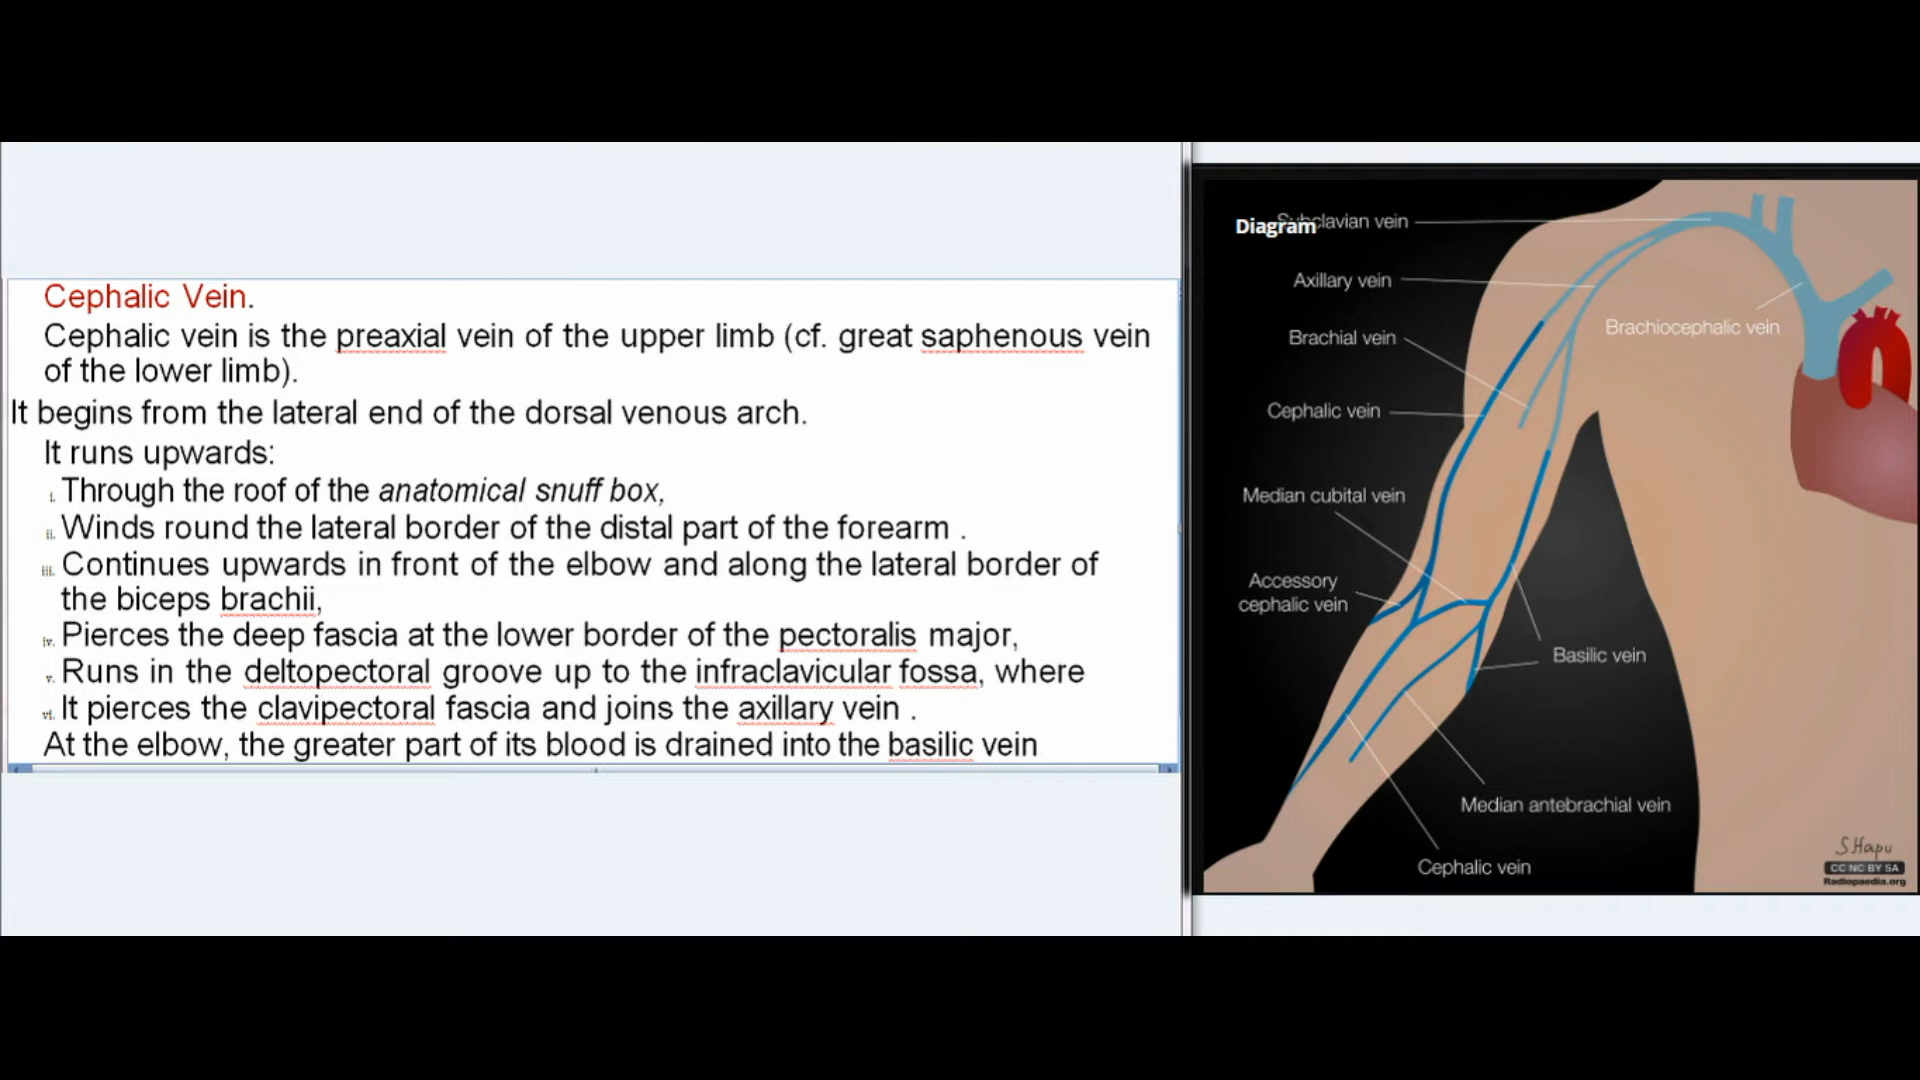 Cephalic Vein.
Cephalic vein is the preaxial vein of the upper limb (cf. great saphenous vein
of the lower limb).
It begins from the lateral end of the dorsal venous arch.
It runs upwards:
i. Through the roof of the anatomical snuff box,
ii. Winds round the lateral border of the distal part of the forearm .
iii. Continues upwards in front of the elbow and along the lateral border of
the biceps brachii,
iv. Pierces the deep fascia at the lower border of the pectoralis major,
v. Runs in the deltopectoral groove up to the infraclavicular fossa, where
vi. It pierces the clavipectoral fascia and joins the axillary vein .
At the elbow, the greater part of its blood is drained into the basilic vein
Diagram
Subclavian vein
Axillary vein
Brachiocephalic vein
Brachial vein
Cephalic vein
Median cubital vein
Accessory
cephalic vein
Basilic vein
Median antebrachial vein
Cephalic vein
S.Hapu
CC NC BY SA
Radiopaedia.org